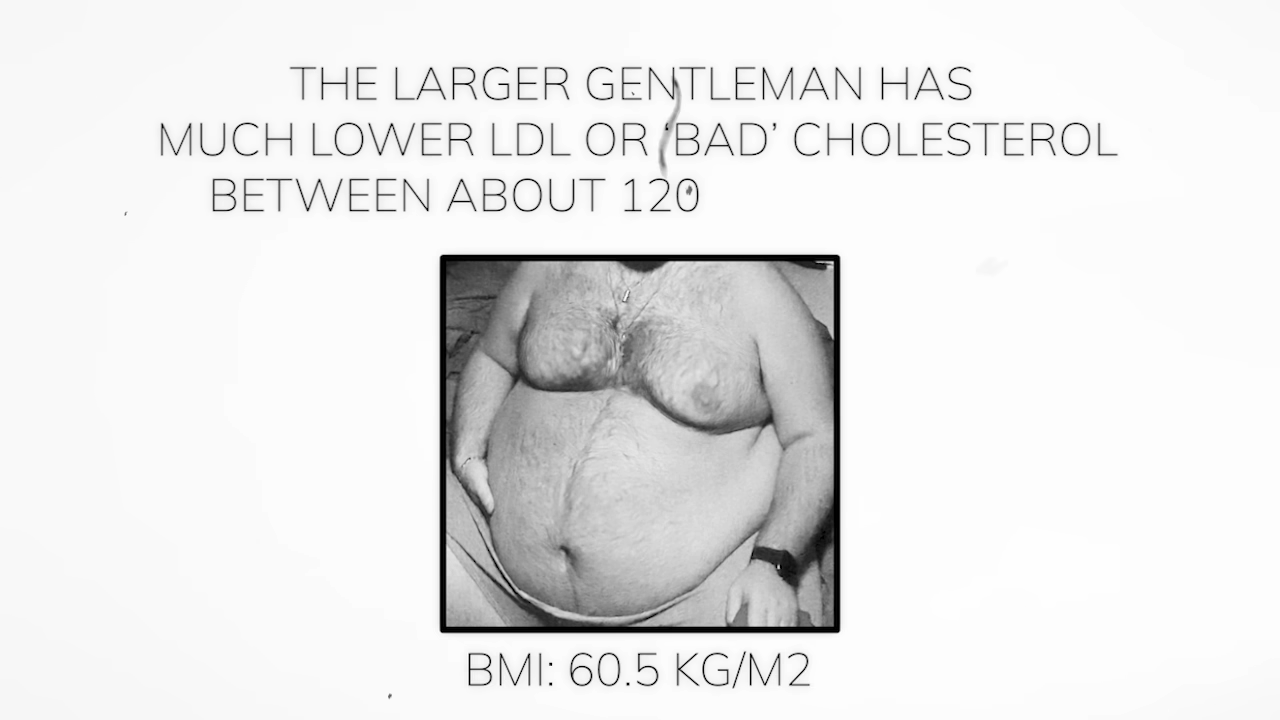 THE LARGER GENTLEMAN HAS
MUCH LOWER LDL OR ‘BAD’ CHOLESTEROL
BETWEEN ABOUT 120
BMI: 60.5 KG/M2